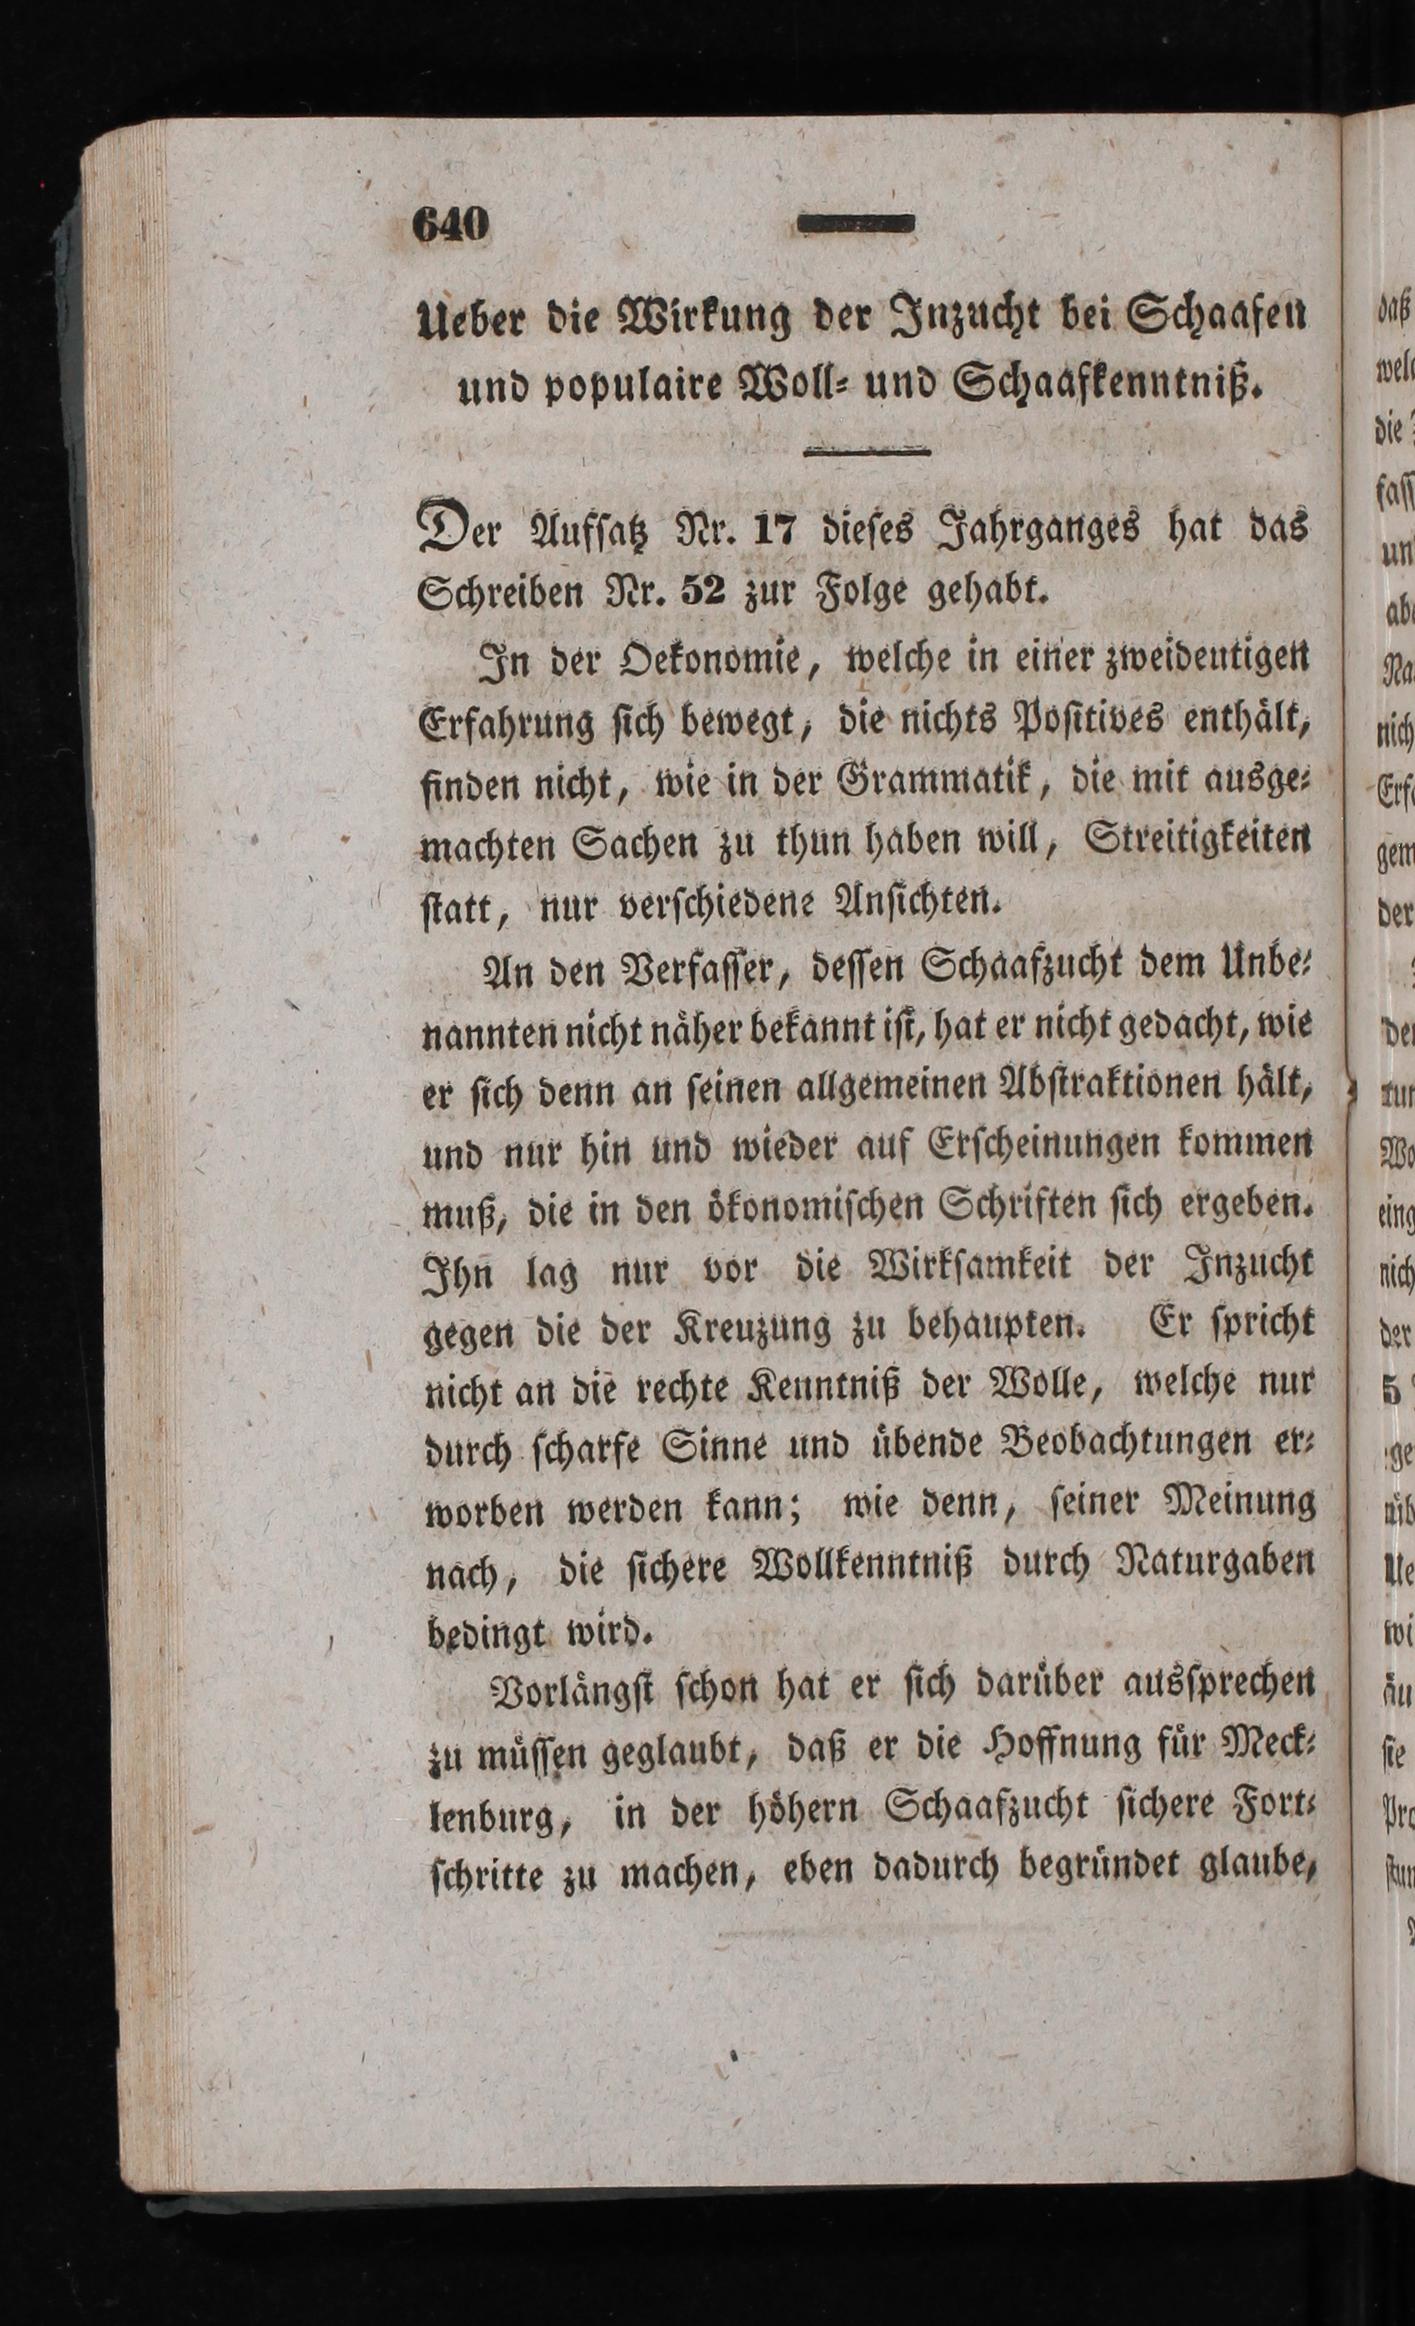 640
Ueber die Wirkung der Inzucht bei Schaafen
und populaire Woll- und Schaafkenntniß.
Der Aufsatz Nr. 17 dieses Jahrganges hat das
Schreiben Nr. 52 zur Folge gehabt.
In der Oekonomie, welche in einer zweideutigen
Erfahrung sich bewegt, die nichts Positives enthält,
finden nicht, wie in der Grammatik, die mit ausge-
machten Sachen zu thun haben will, Streitigkeiten
statt, nur verschiedene Ansichten.
An den Verfasser, dessen Schaafzucht dem Unbe-
nannten nicht näher bekannt ist, hat er nicht gedacht, wie
er sich denn an seinen allgemeinen Abstraktionen hält,
und nur hin und wieder auf Erscheinungen kommen
muß, die in den ökonomischen Schriften sich ergeben.
Ihn lag nur vor die Wirksamkeit der Inzucht
gegen die der Kreuzung zu behaupten. Er spricht
nicht an die rechte Kenntniß der Wolle, welche nur
durch scharfe Sinne und übende Beobachtungen er-
worben werden kann; wie denn, seiner Meinung
nach, die sichere Wollkenntniß durch Naturgaben
bedingt wird.
Vorlängst schon hat er sich darüber aussprechen
zu müssen geglaubt, daß er die Hoffnung für Meck-
lenburg, in der höhern Schaafzucht sichere Fort-
schritte zu machen, eben dadurch begründet glaube,